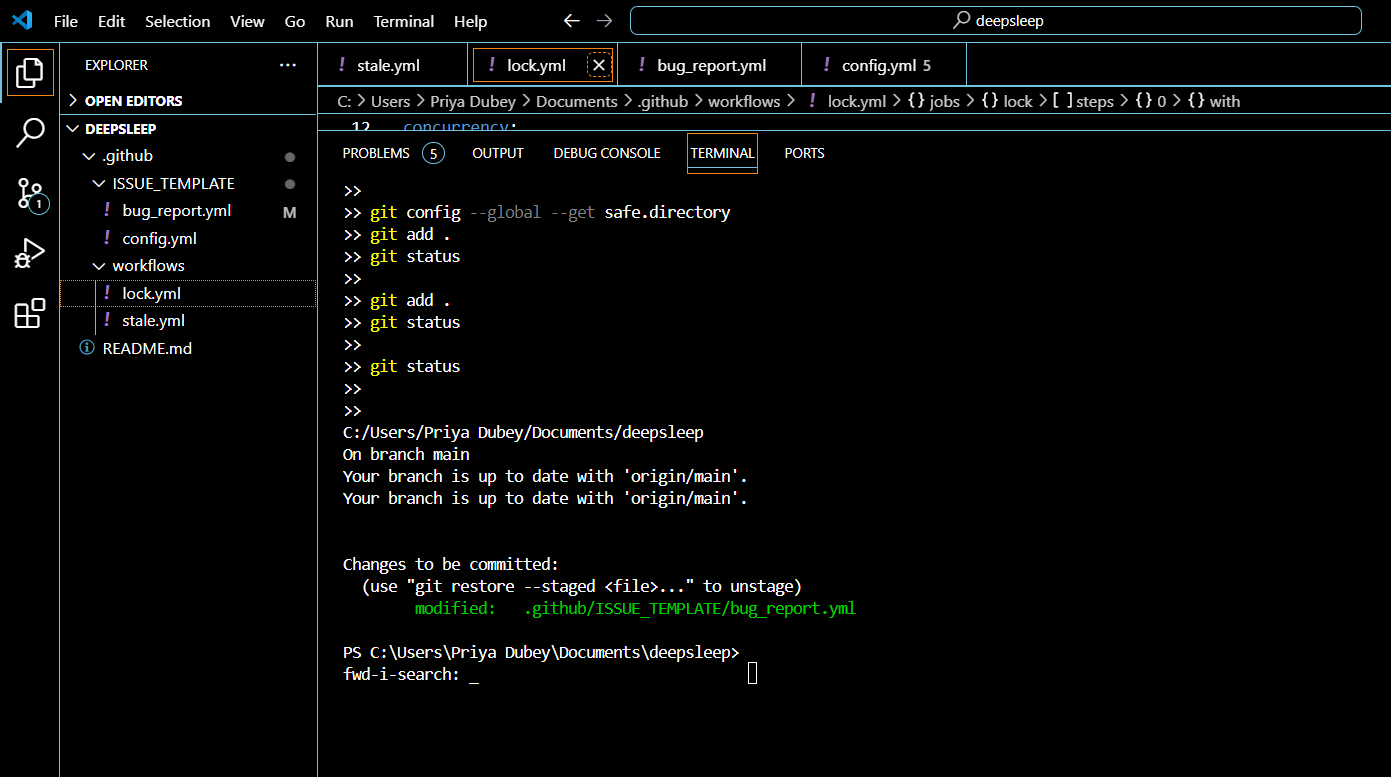 File Edit Selection View Go Run Terminal Help deepsleep
EXPLORER
OPEN EDITORS
DEEPSLEEP
.github
ISSUE_TEMPLATE
bug_report.yml M
config.yml
workflows
lock.yml
stale.yml
README.md
1
stale.yml lock.yml bug_report.yml config.yml 5
C: > Users > Priya Dubey > Documents > .github > workflows > ! lock.yml > {} jobs > {} lock > [ ] steps > {} 0 > {} with
12 concurrency:
PROBLEMS 5 OUTPUT DEBUG CONSOLE TERMINAL PORTS
>>
>> git config --global --get safe.directory
>> git add .
>> git status
>>
>> git add .
>> git status
>>
>> git status
>>
>>
C:/Users/Priya Dubey/Documents/deepsleep
On branch main
Your branch is up to date with 'origin/main'.
Your branch is up to date with 'origin/main'.
Changes to be committed:
(use "git restore --staged <file>..." to unstage)
modified: .github/ISSUE_TEMPLATE/bug_report.yml
PS C:\Users\Priya Dubey\Documents\deepsleep>
fwd-i-search: _